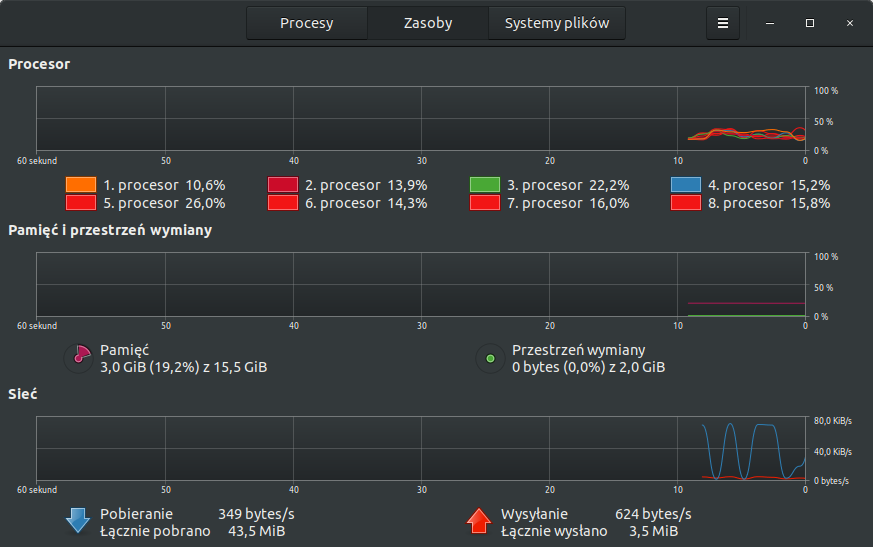 Procesy Zasoby Systemy plików
Procesor
100 %
50 %
0 %
60 sekund 50 40 30 20 10 0
1. procesor 10,6% 2. procesor 13,9% 3. procesor 22,2% 4. procesor 15,2%
5. procesor 26,0% 6. procesor 14,3% 7. procesor 16,0% 8. procesor 15,8%
Pamięć i przestrzeń wymiany
100 %
50 %
0 %
60 sekund 50 40 30 20 10 0
Pamięć
3,0 GiB (19,2%) z 15,5 GiB
Przestrzeń wymiany
0 bytes (0,0%) z 2,0 GiB
Sieć
80,0 KiB/s
40,0 KiB/s
0 bytes/s
60 sekund 50 40 30 20 10 0
Pobieranie 349 bytes/s
Łącznie pobrano 43,5 MiB
Wysyłanie 624 bytes/s
Łącznie wysłano 3,5 MiB